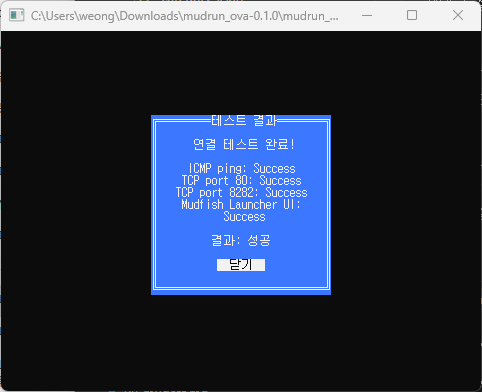 C:\Users\weong\Downloads\mudrun_ova-0.1.0\mudrun_...
테스트 결과
연결 테스트 완료!
ICMP ping: Success
TCP port 80: Success
TCP port 8282: Success
Mudfish Launcher UI:
Success
결과: 성공
닫기